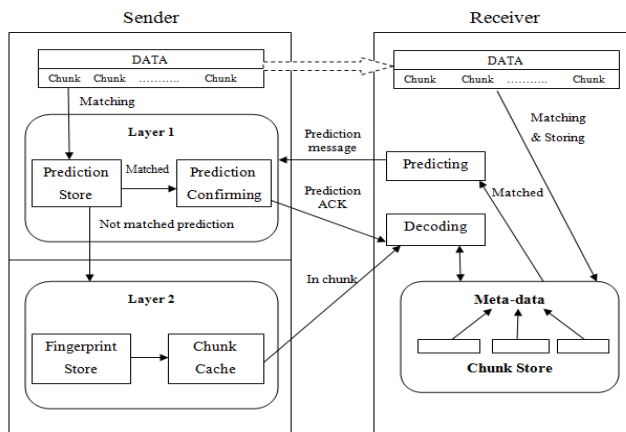 Sender
Receiver
DATA
Chunk Chunk ........... Chunk
DATA
Chunk Chunk ........... Chunk
Matching
Layer 1
Prediction
Store
Matched
Prediction
Confirming
Not matched prediction
Prediction
message
Prediction
ACK
Predicting
Matching
& Storing
Matched
Decoding
In chunk
Layer 2
Fingerprint
Store
Chunk
Cache
Meta-data
Chunk Store